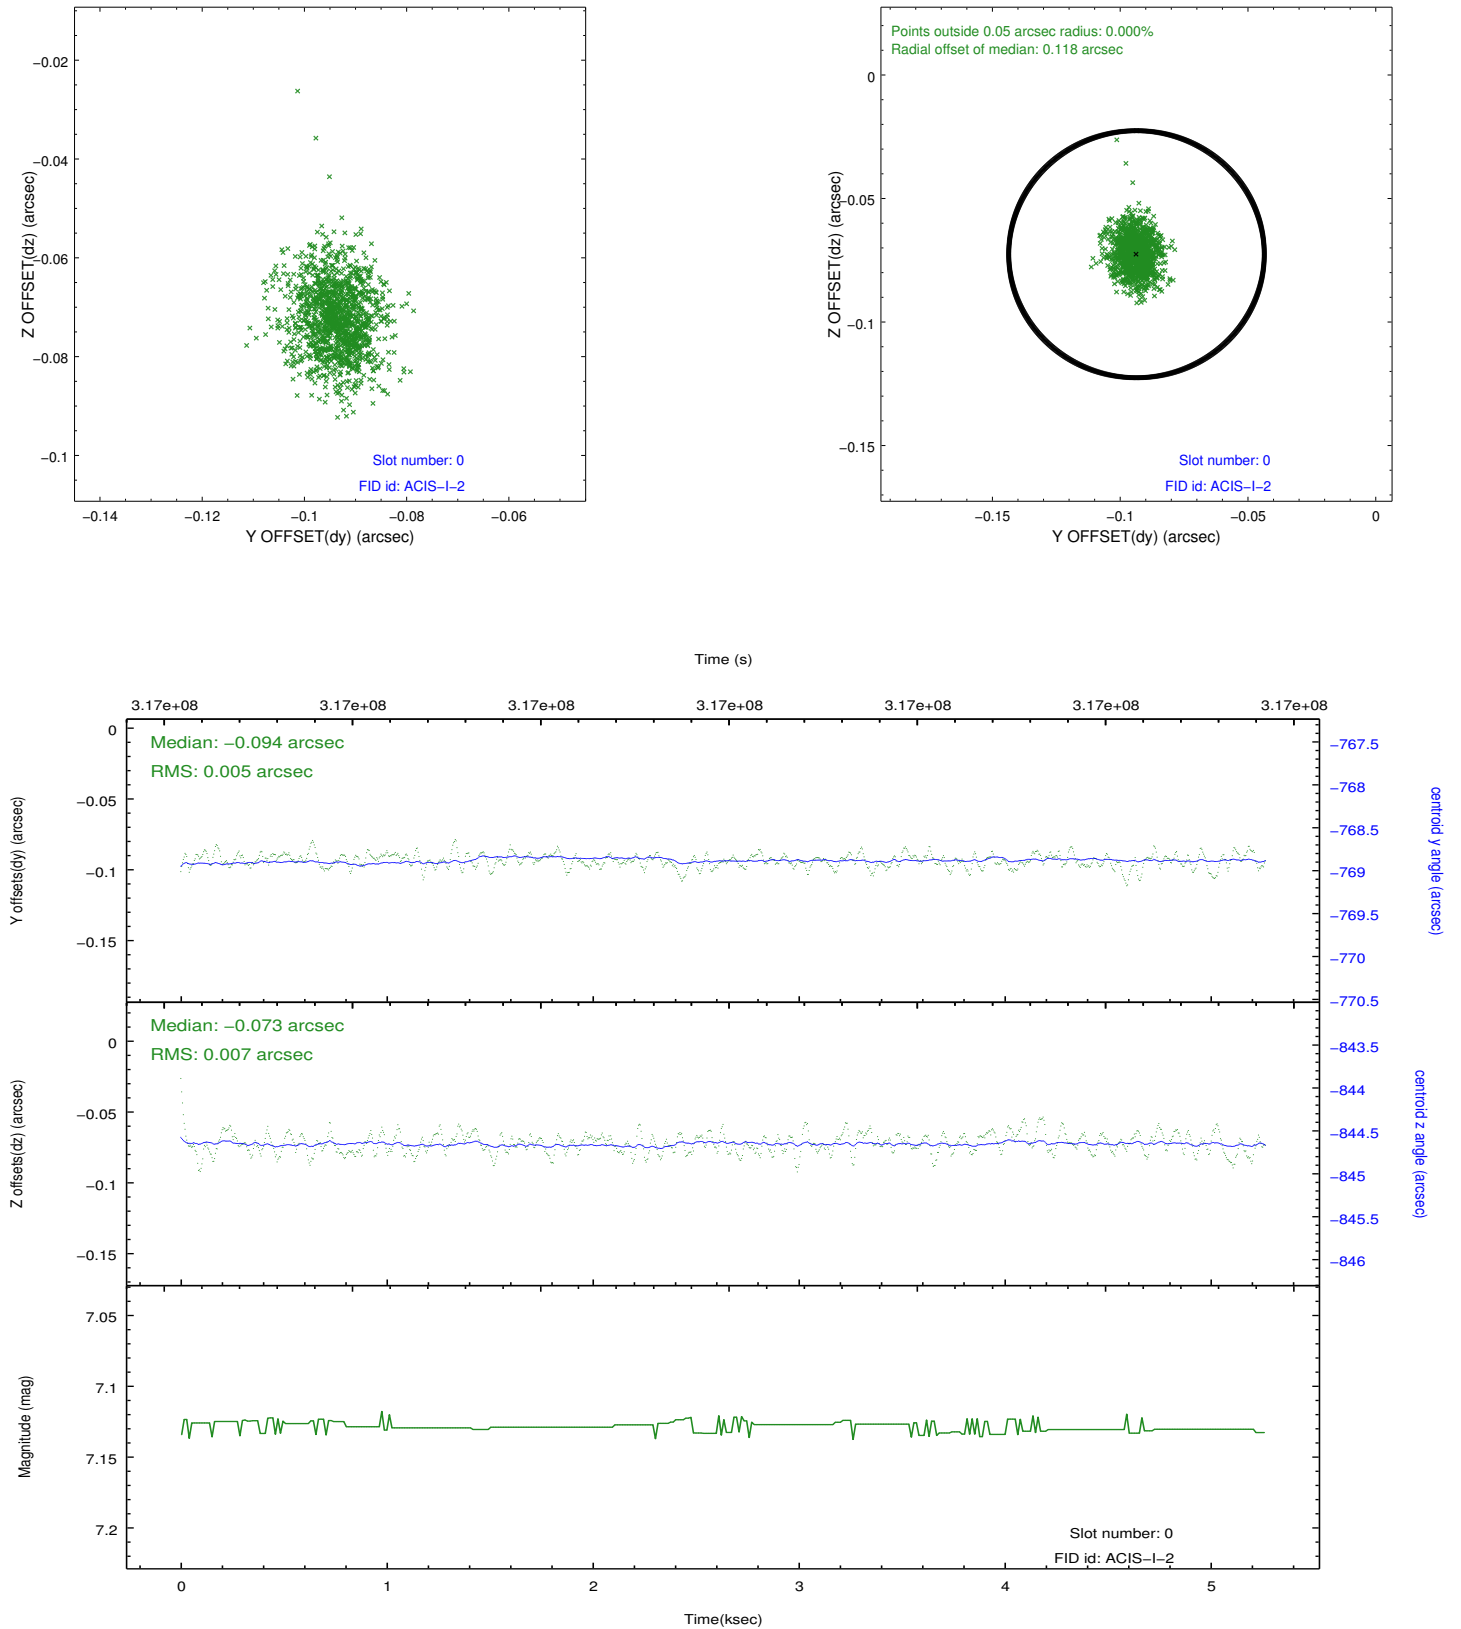 −0.02
−0.04
−0.06
−0.08
−0.1
Z OFFSET(dz) (arcsec)
Slot number: 0
FID id: ACIS−I−2
−0.14 −0.12 −0.1 −0.08 −0.06
Y OFFSET(dy) (arcsec)
Points outside 0.05 arcsec radius: 0.000%
Radial offset of median: 0.118 arcsec
0
−0.05
−0.1
−0.15
Z OFFSET(dz) (arcsec)
Slot number: 0
FID id: ACIS−I−2
−0.15 −0.1 −0.05 0
Y OFFSET(dy) (arcsec)
Time (s)
3.17e+08 3.17e+08 3.17e+08 3.17e+08 3.17e+08 3.17e+08 3.17e+08
Median: −0.094 arcsec
RMS: 0.005 arcsec
0
−0.05
−0.1
−0.15
Y offsets(dy) (arcsec)
−767.5
−768
−768.5
−769
−769.5
−770
−770.5
centroid y angle (arcsec)
Median: −0.073 arcsec
RMS: 0.007 arcsec
0
−0.05
−0.1
−0.15
Z offsets(dz) (arcsec)
−843.5
−844
−844.5
−845
−845.5
−846
centroid z angle (arcsec)
7.05
7.1
7.15
7.2
Magnitude (mag)
Slot number: 0
FID id: ACIS−I−2
0 1 2 3 4 5
Time(ksec)